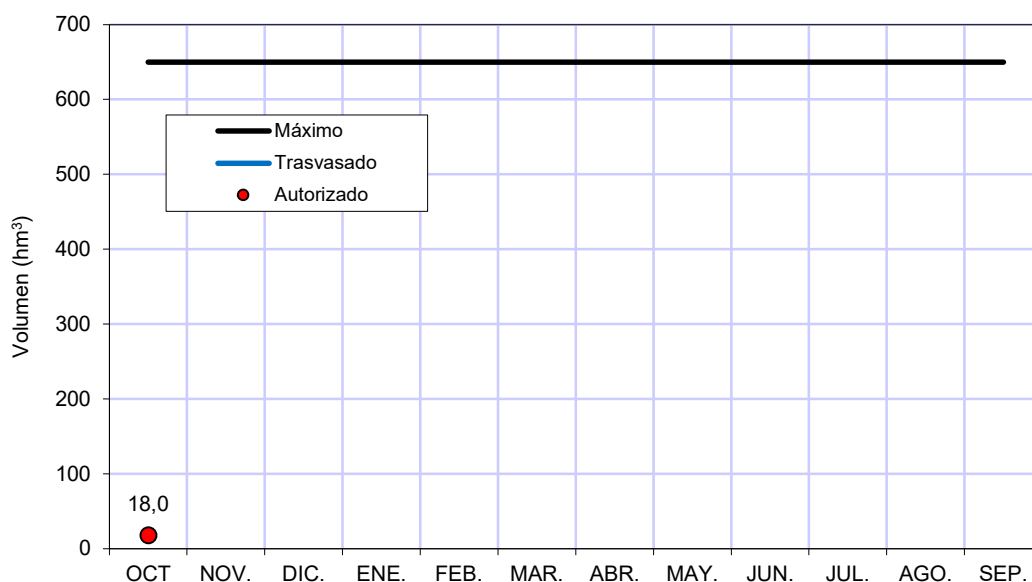 700
600
500
400
300
200
100
0
Volumen (hm³)
Máximo
Trasvasado
Autorizado
18,0
OCT NOV. DIC. ENE. FEB. MAR. ABR. MAY. JUN. JUL. AGO. SEP.